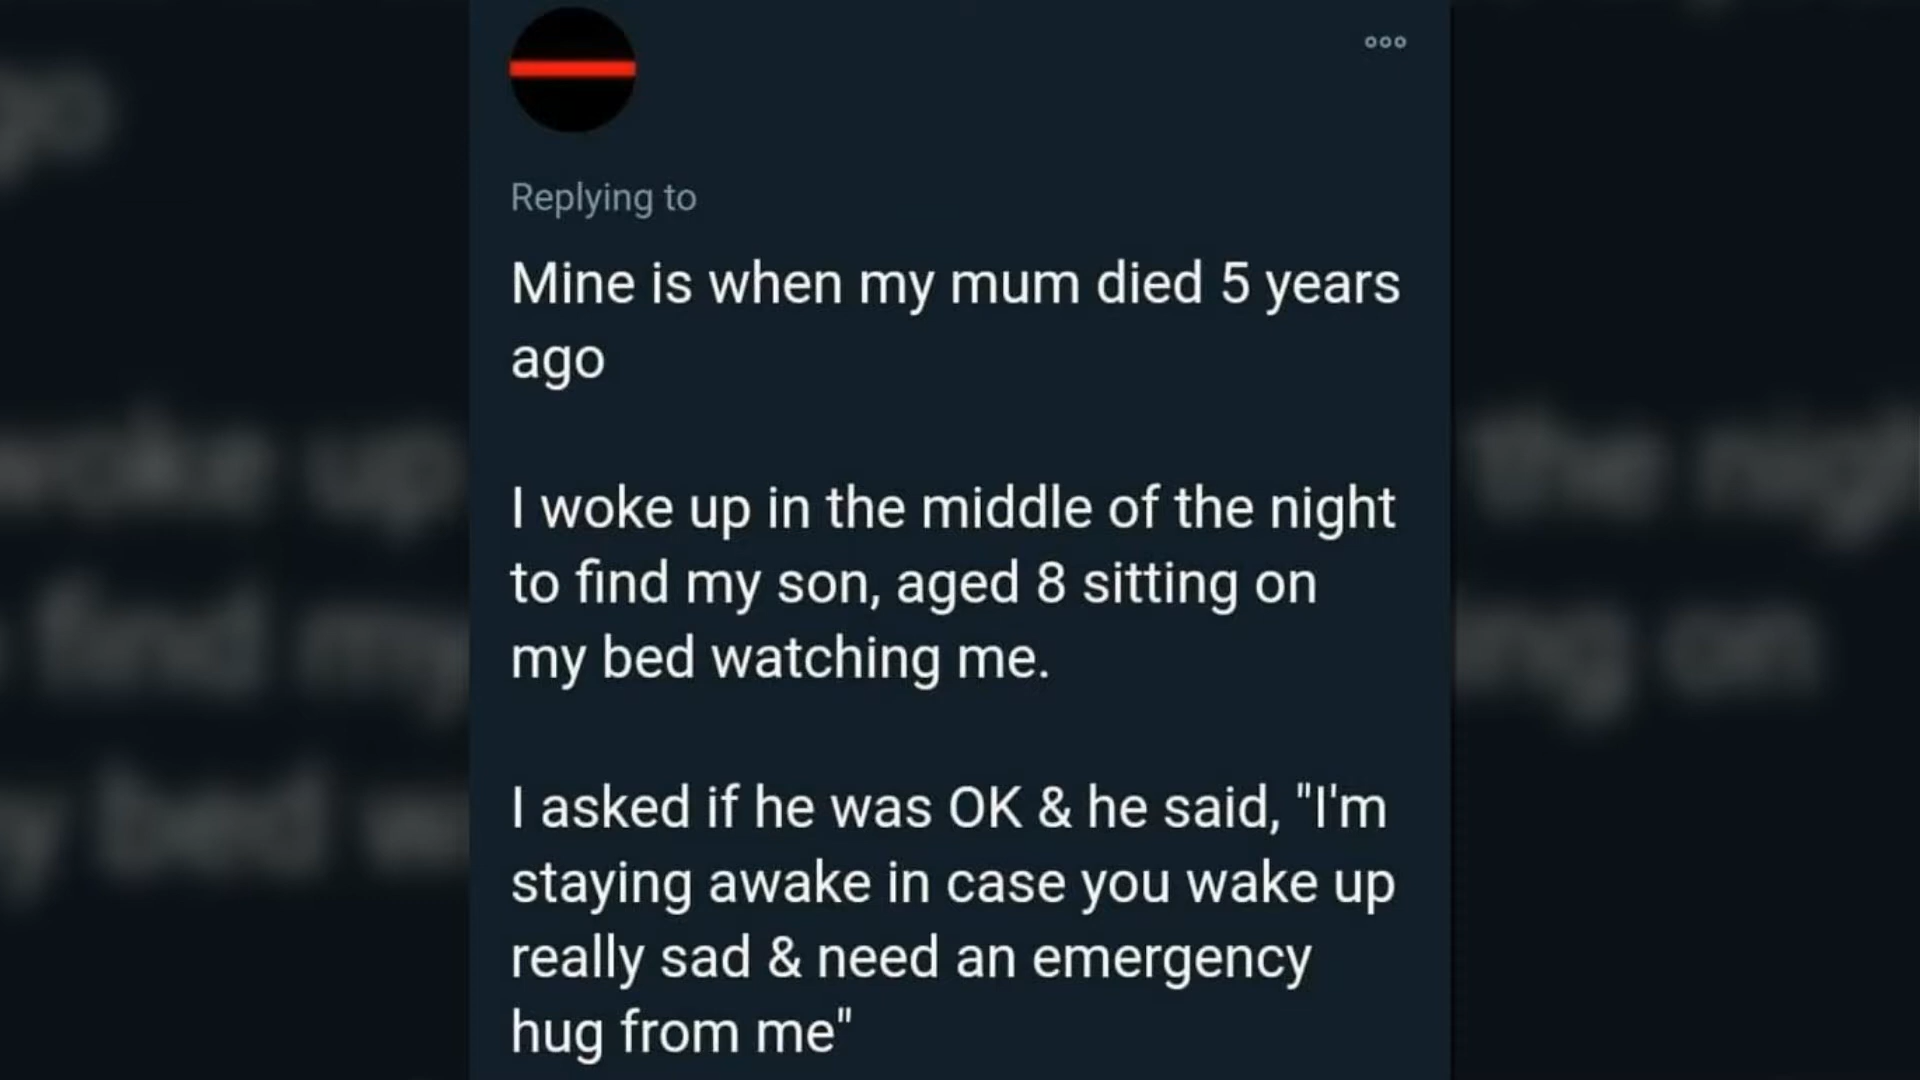 Replying to
Mine is when my mum died 5 years
ago
I woke up in the middle of the night
to find my son, aged 8 sitting on
my bed watching me.
I asked if he was OK & he said, "I'm
staying awake in case you wake up
really sad & need an emergency
hug from me"